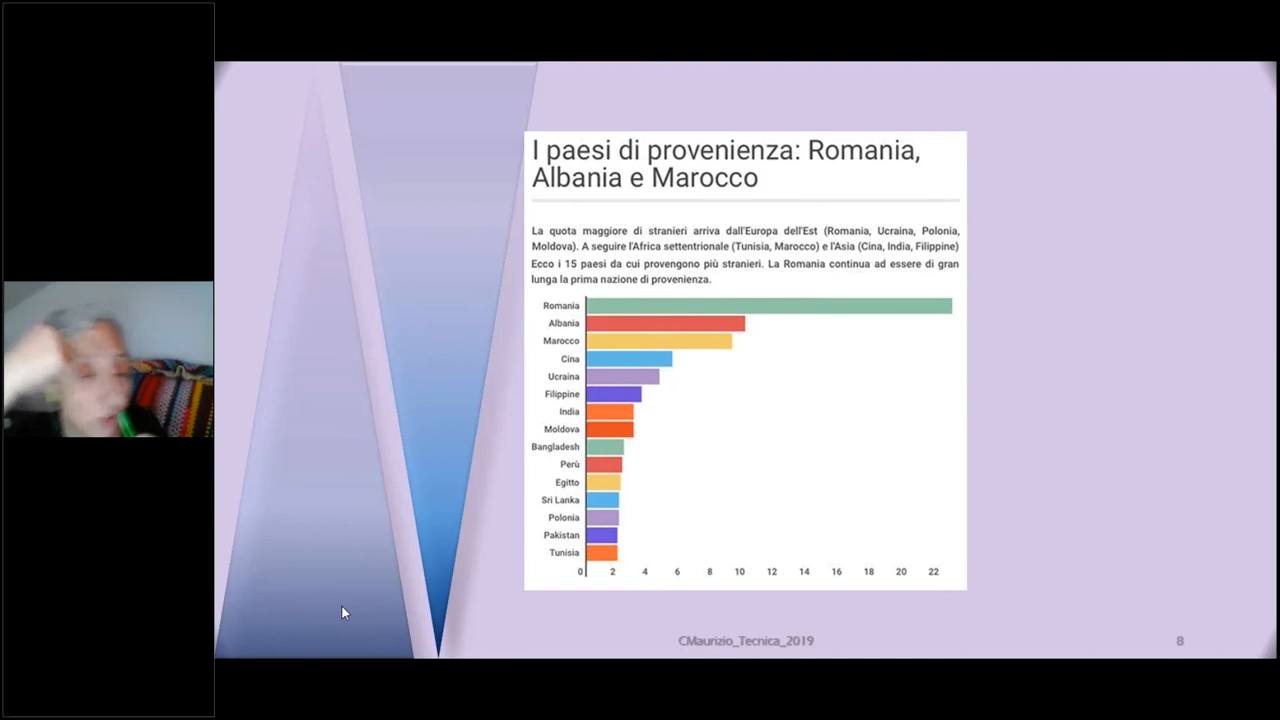 I paesi di provenienza: Romania,
Albania e Marocco
La quota maggiore di stranieri arriva dall'Europa dell'Est (Romania, Ucraina, Polonia,
Moldova). A seguire l'Africa settentrionale (Tunisia, Marocco) e l'Asia (Cina, India, Filippine)
Ecco i 15 paesi da cui provengono più stranieri. La Romania continua ad essere di gran
lunga la prima nazione di provenienza.
Romania
Albania
Marocco
Cina
Ucraina
Filippine
India
Moldova
Bangladesh
Perù
Egitto
Sri Lanka
Polonia
Pakistan
Tunisia
0 2 4 6 8 10 12 14 16 18 20 22
CMaurizio_Tecnica_2019
8